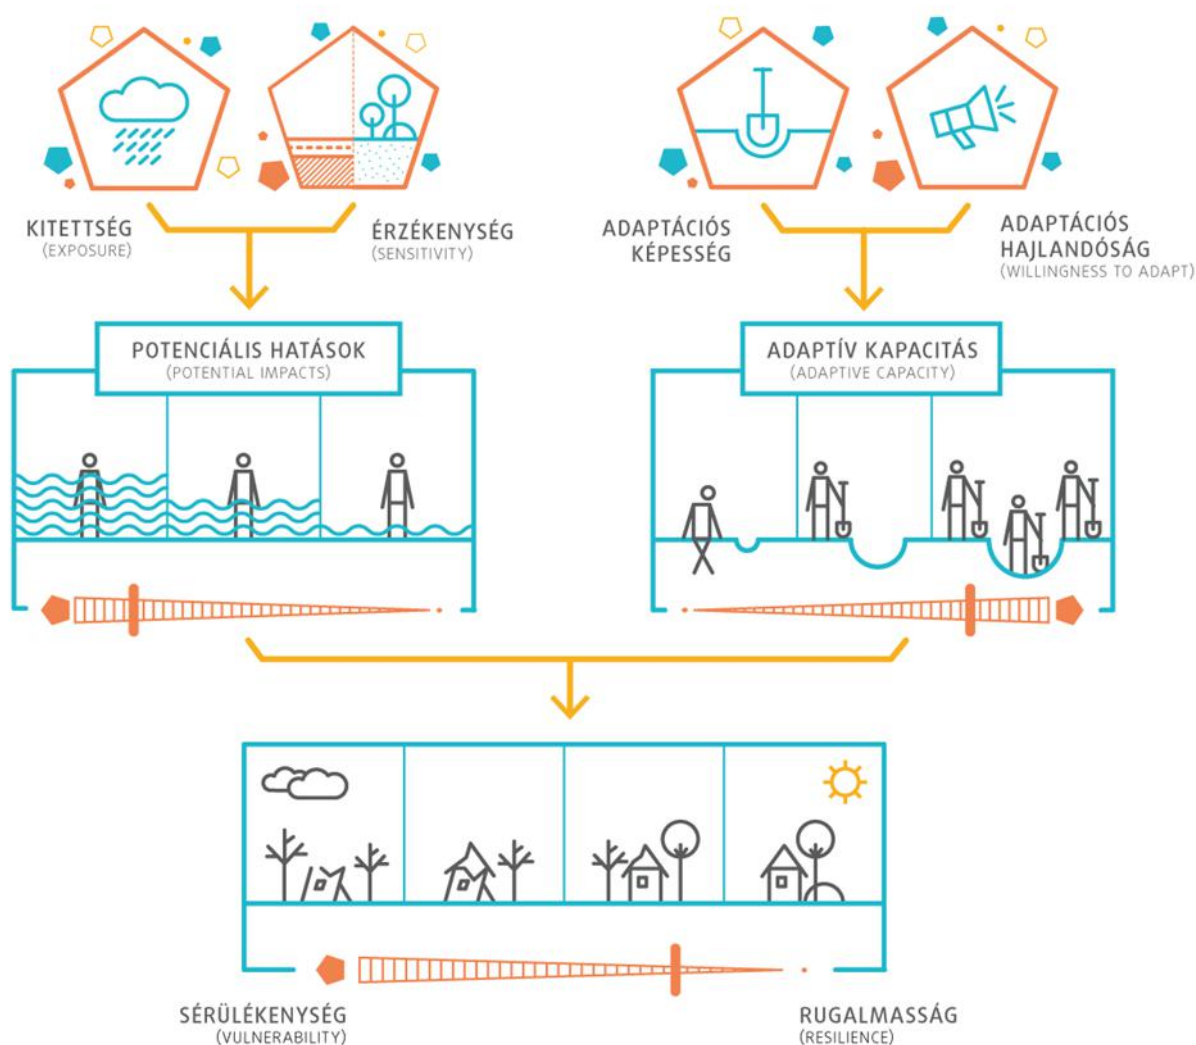 KITETTSÉG
(EXPOSURE)
ÉRZÉKENYSÉG
(SENSITIVITY)
ADAPTÁCIÓS
KÉPESSÉG
ADAPTÁCIÓS
HAJLANDÓSÁG
(WILLINGNESS TO ADAPT)
POTENCIÁLIS HATÁSOK
(POTENTIAL IMPACTS)
ADAPTÍV KAPACITÁS
(ADAPTIVE CAPACITY)
SÉRÜLÉKENYSÉG
(VULNERABILITY)
RUGALMASSÁG
(RESILIENCE)